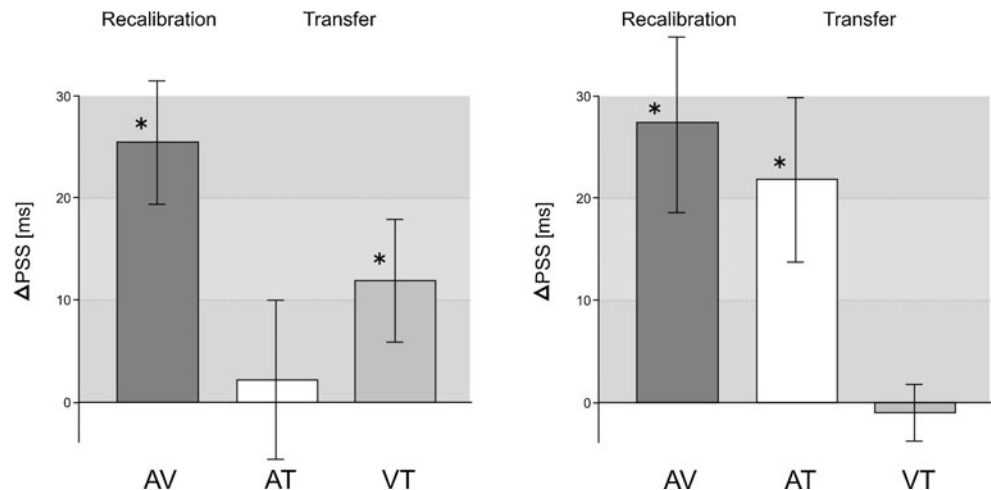 Recalibration Transfer
30
20
10
0
ΔPSS [ms]
* *
AV AT VT
Recalibration Transfer
30
20
10
0
ΔPSS [ms]
* *
AV AT VT